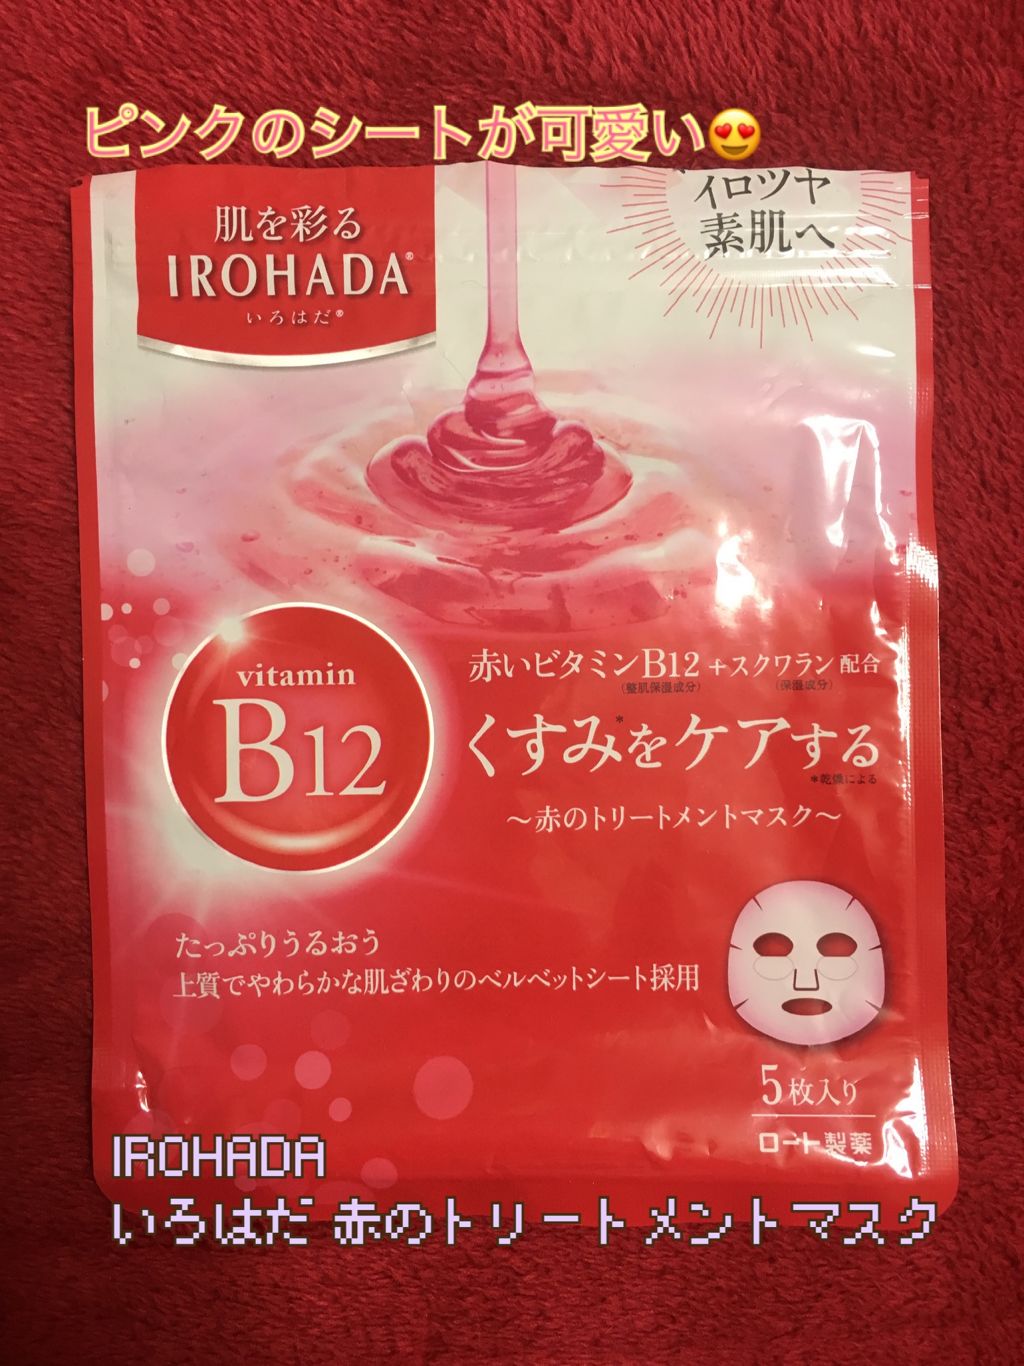 ピンクのシートが可愛い😍
肌を彩る
IROHADA®
いろはだ®
イロツヤ
素肌へ
vitamin
B12
赤いビタミンB12+スクワラン配合
(整肌保湿成分) (保湿成分)
くすみ*をケアする
*乾燥による
〜赤のトリートメントマスク〜
たっぷりうるおう
上質でやわらかな肌ざわりのベルベットシート採用
5枚入り
ロート製薬
IROHADA
いろはだ 赤のトリートメントマスク